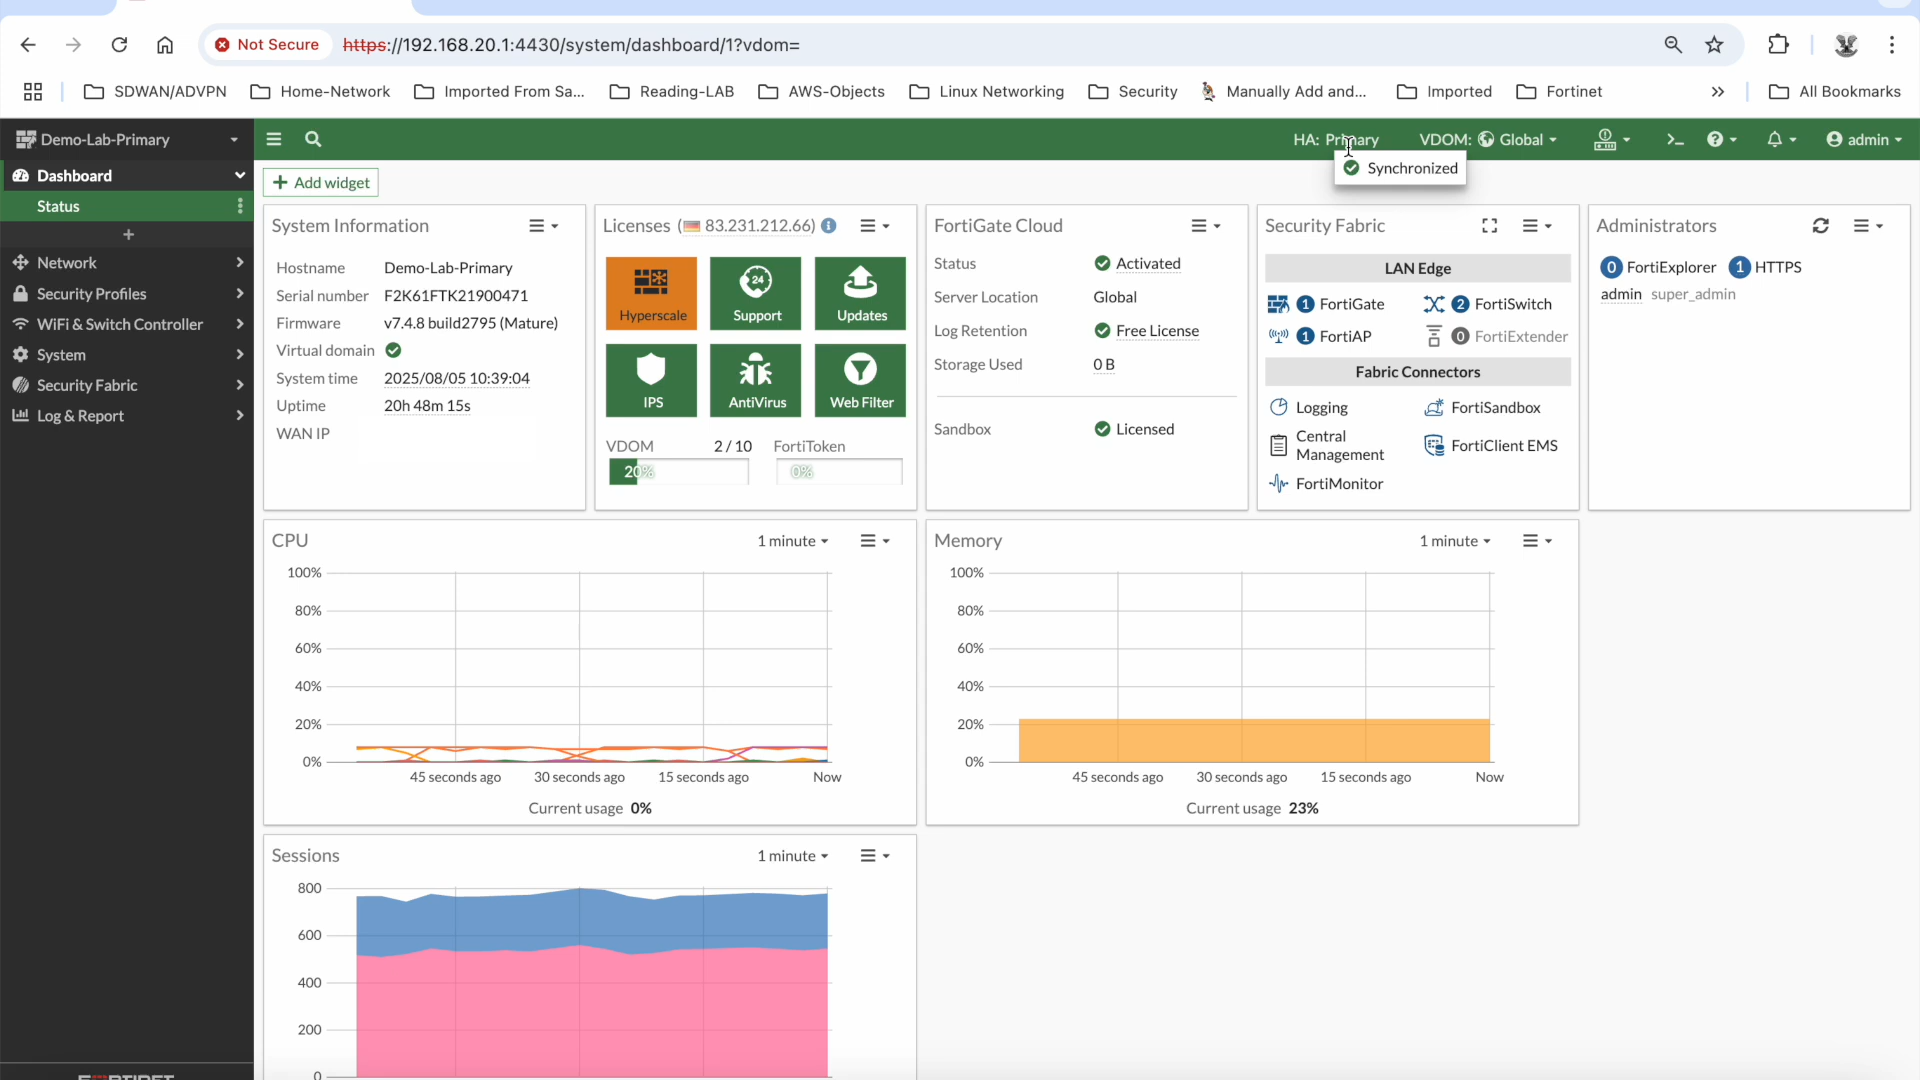 Not Secure https://192.168.20.1:4430/system/dashboard/1?vdom=
SDWAN/ADVPN Home-Network Imported From Sa... Reading-LAB AWS-Objects Linux Networking Security Manually Add and... Imported Fortinet » All Bookmarks
Demo-Lab-Primary HA: Primary VDOM: Global admin
Synchronized
Dashboard
Status
Network
Security Profiles
WiFi & Switch Controller
System
Security Fabric
Log & Report
Add widget
System Information
Hostname Demo-Lab-Primary
Serial number F2K61FTK21900471
Firmware v7.4.8 build2795 (Mature)
Virtual domain
System time 2025/08/05 10:39:04
Uptime 20h 48m 15s
WAN IP
Licenses (83.231.212.66)
Hyperscale Support Updates
IPS AntiVirus Web Filter
VDOM 2 / 10 FortiToken
20% 0%
FortiGate Cloud
Status Activated
Server Location Global
Log Retention Free License
Storage Used 0 B
Sandbox Licensed
Security Fabric
LAN Edge
1 FortiGate 2 FortiSwitch
1 FortiAP 0 FortiExtender
Fabric Connectors
Logging FortiSandbox
Central Management FortiClient EMS
FortiMonitor
Administrators
0 FortiExplorer 1 HTTPS
admin super_admin
CPU 1 minute
100%
80%
60%
40%
20%
0%
45 seconds ago 30 seconds ago 15 seconds ago Now
Current usage 0%
Memory 1 minute
100%
80%
60%
40%
20%
0%
45 seconds ago 30 seconds ago 15 seconds ago Now
Current usage 23%
Sessions 1 minute
800
600
400
200
0